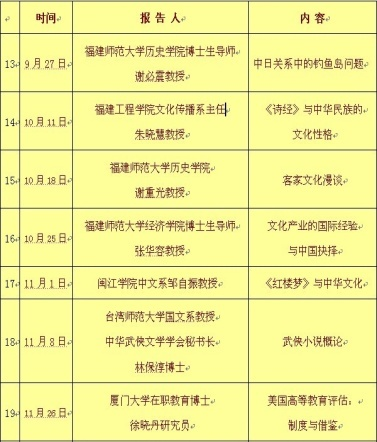 时间 报 告 人 内 容
13 9月27日 福建师范大学历史学院博士生导师
谢必震教授 中日关系中的钓鱼岛问题
14 10月11日 福建工程学院文化传播系主任
朱晓慧教授 《诗经》与中华民族的
文化性格
15 10月18日 福建师范大学历史学院
谢重光教授 客家文化漫谈
16 10月25日 福建师范大学经济学院博士生导师
张华容教授 文化产业的国际经验
与中国抉择
17 11月1日 闽江学院中文系邹自振教授 《红楼梦》与中华文化
18 11月8日 台湾师范大学国文系教授
中华武侠文学学会秘书长
林保淳博士 武侠小说概论
19 11月26日 厦门大学在职教育博士
徐晓丹研究员 美国高等教育评估：
制度与借鉴